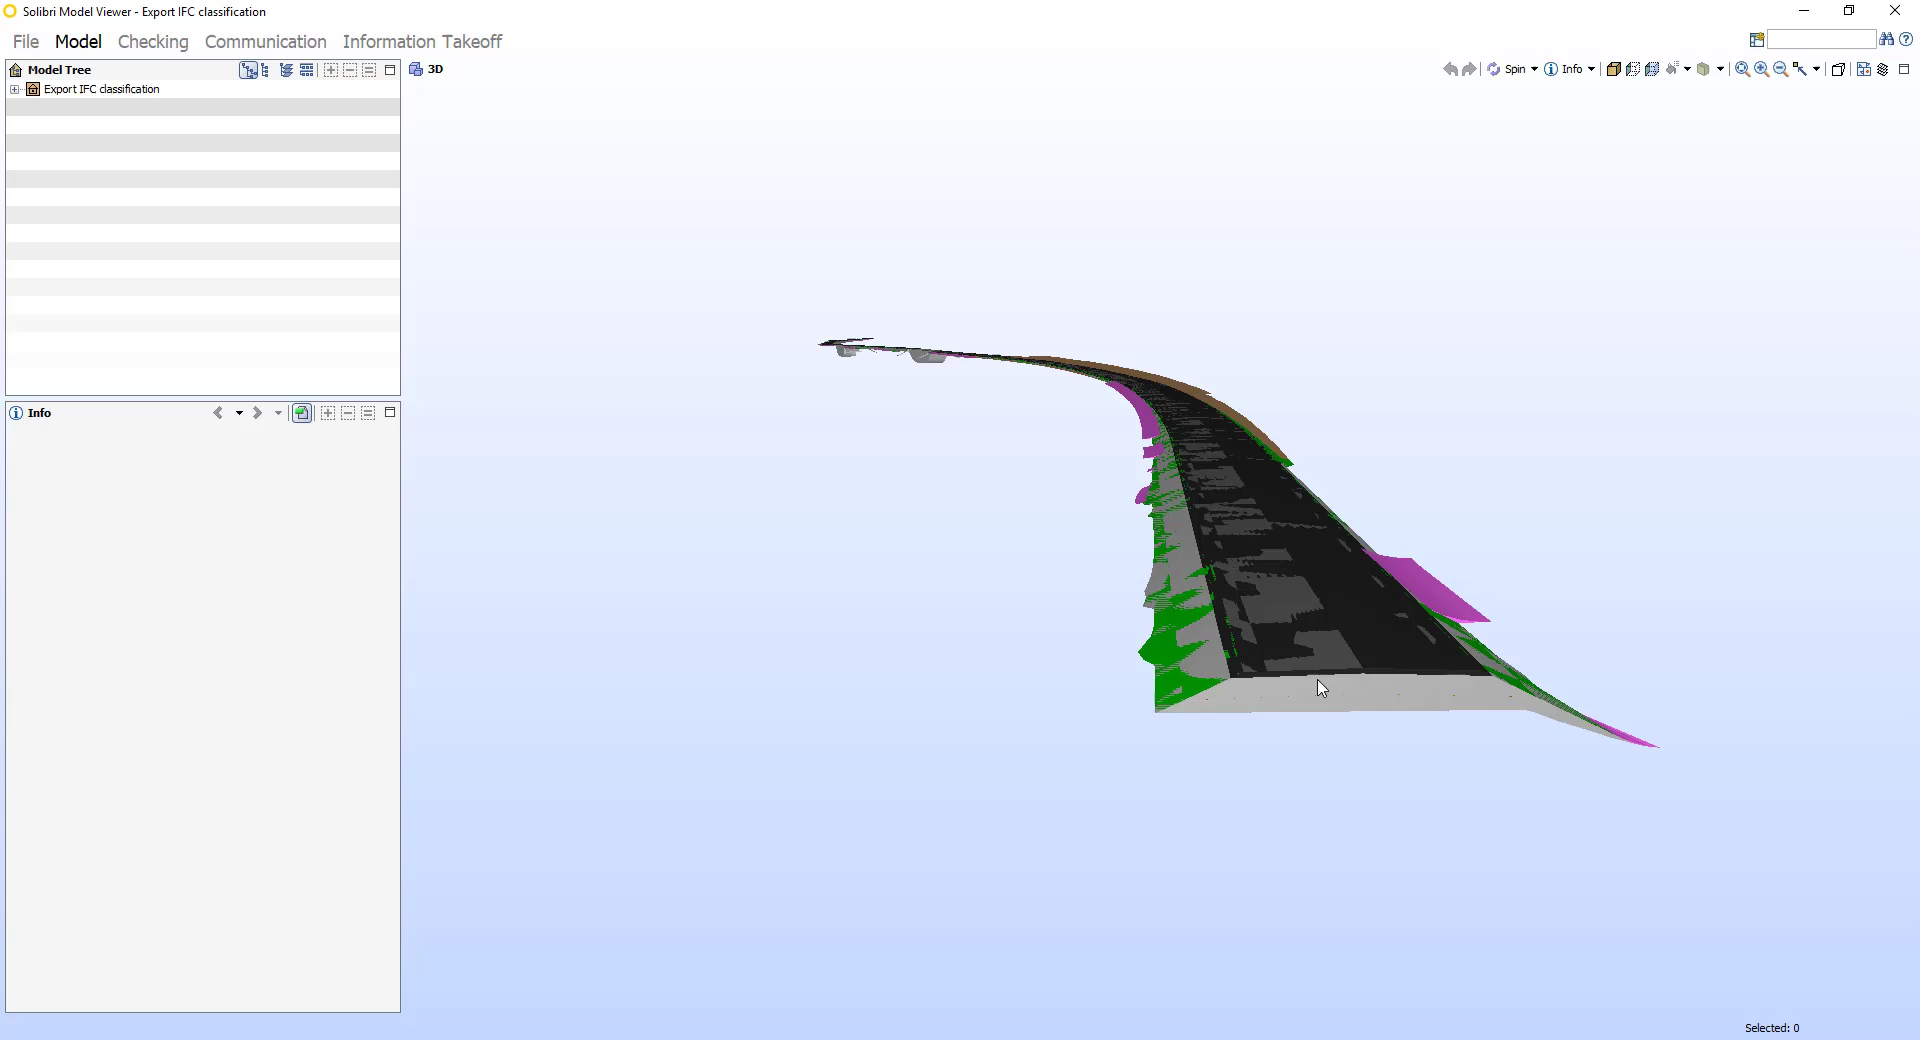 Solibri Model Viewer - Export IFC classification
File Model Checking Communication Information Takeoff
Model Tree
3D
Spin
Info
Export IFC classification
Info
Selected: 0